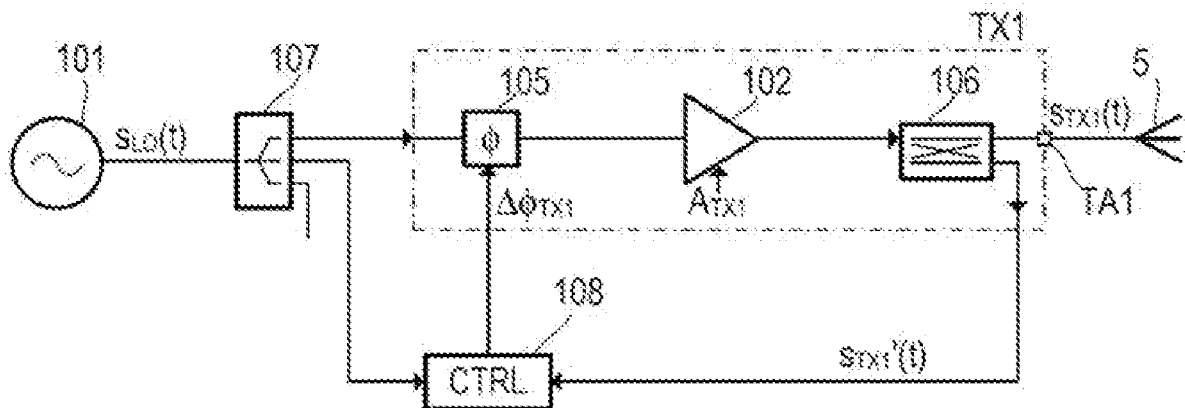 TX1
101
107
105
102
106
5
sLO(t)
sTX1(t)
ϕ
ΔϕTX1
ATX1
TA1
108
CTRL
sTX1'(t)